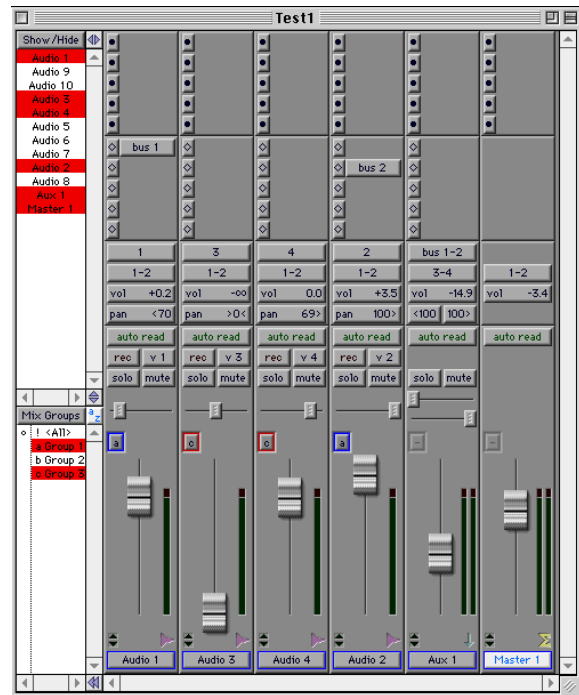 Test1
Show/Hide
Audio 1
Audio 9
Audio 10
Audio 3
Audio 4
Audio 5
Audio 6
Audio 7
Audio 2
Audio 8
Aux 1
Master 1
bus 1
bus 2
1 3 4 2 bus 1-2
1-2 1-2 1-2 1-2 3-4 1-2
vol +0.2 vol -∞ vol 0.0 vol +3.5 vol -14.9 vol -3.4
pan <70 pan >0< pan 69> pan 100> <100 100>
auto read auto read auto read auto read auto read auto read
rec v 1 rec v 3 rec v 4 rec v 2
solo mute solo mute solo mute solo mute solo mute
Mix Groups a z
! <All>
a Group 1
b Group 2
c Group 3
a c c a - -
Audio 1 Audio 3 Audio 4 Audio 2 Aux 1 Master 1